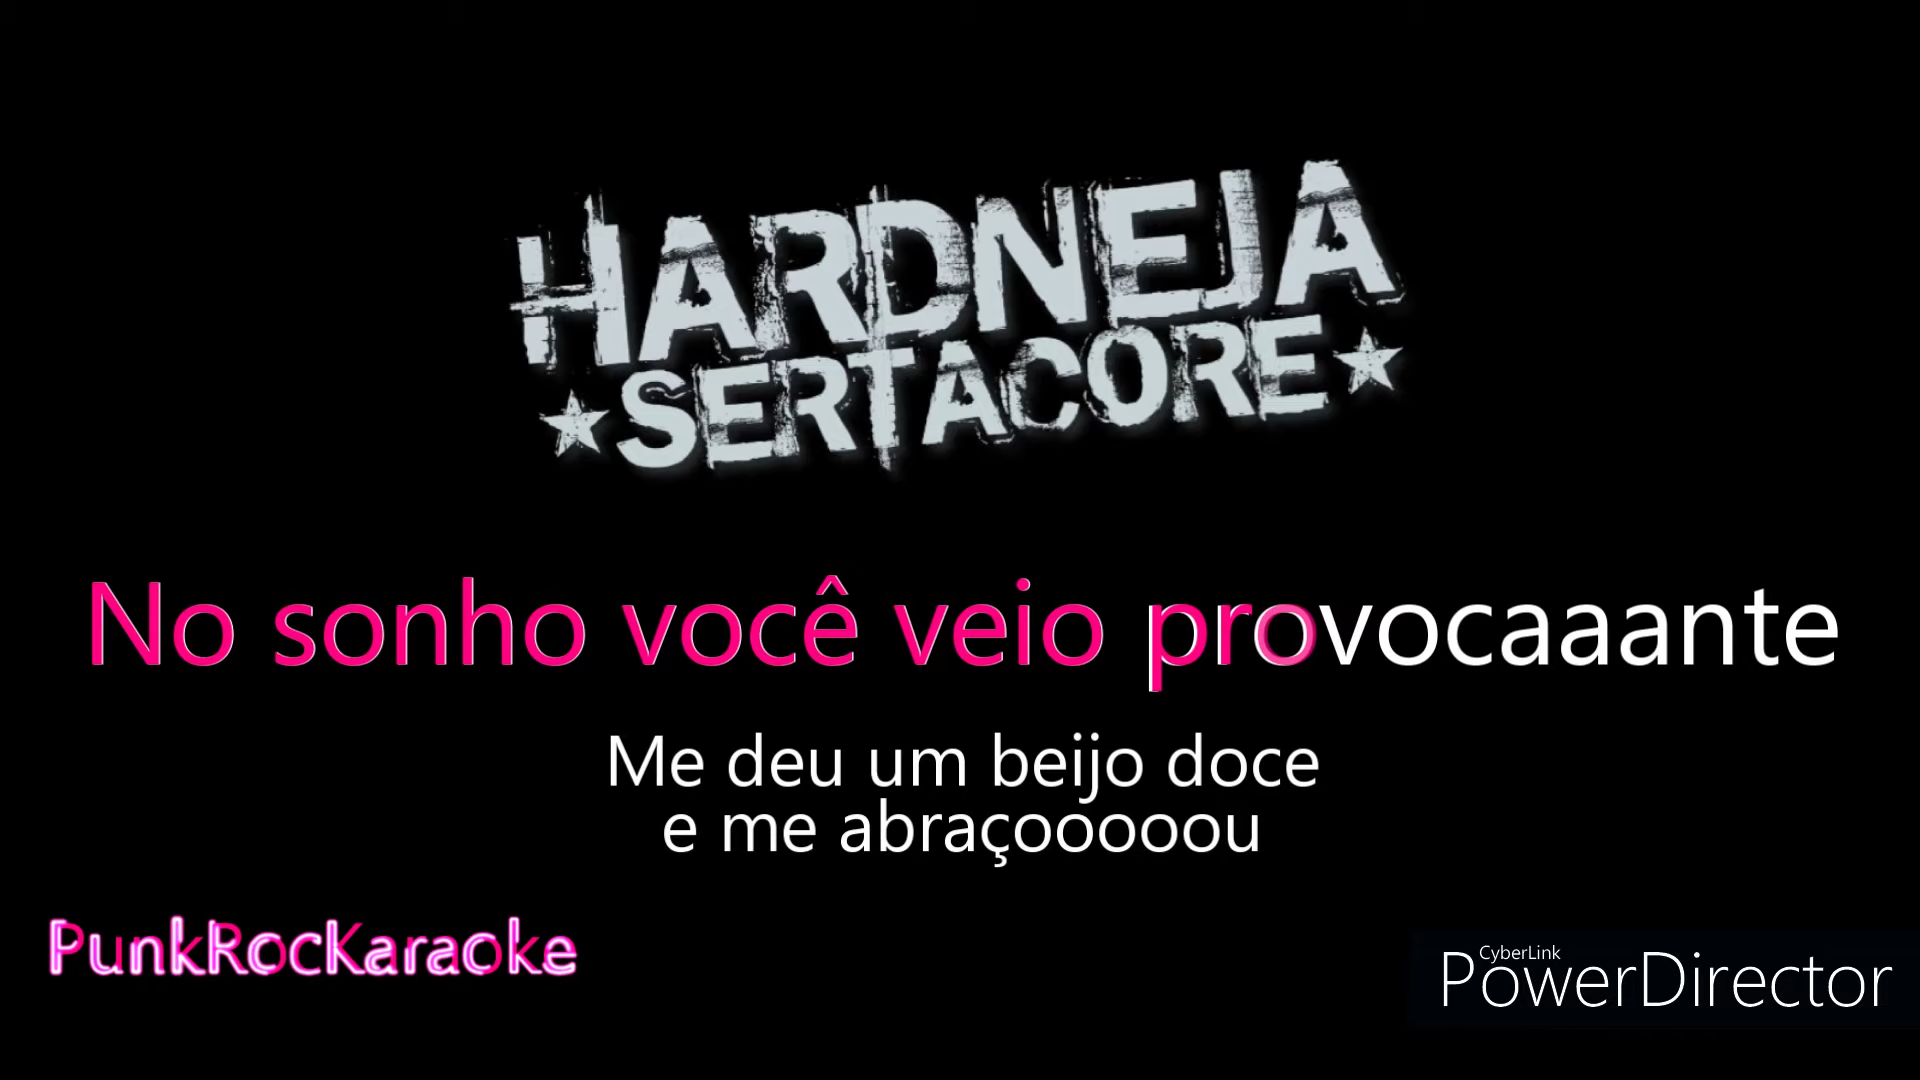 HARDNEJA
★SERTACORE★
No sonho você veio provocaaante
Me deu um beijo doce
e me abraçooooou
PunkRocKaraoke
CyberLink
PowerDirector